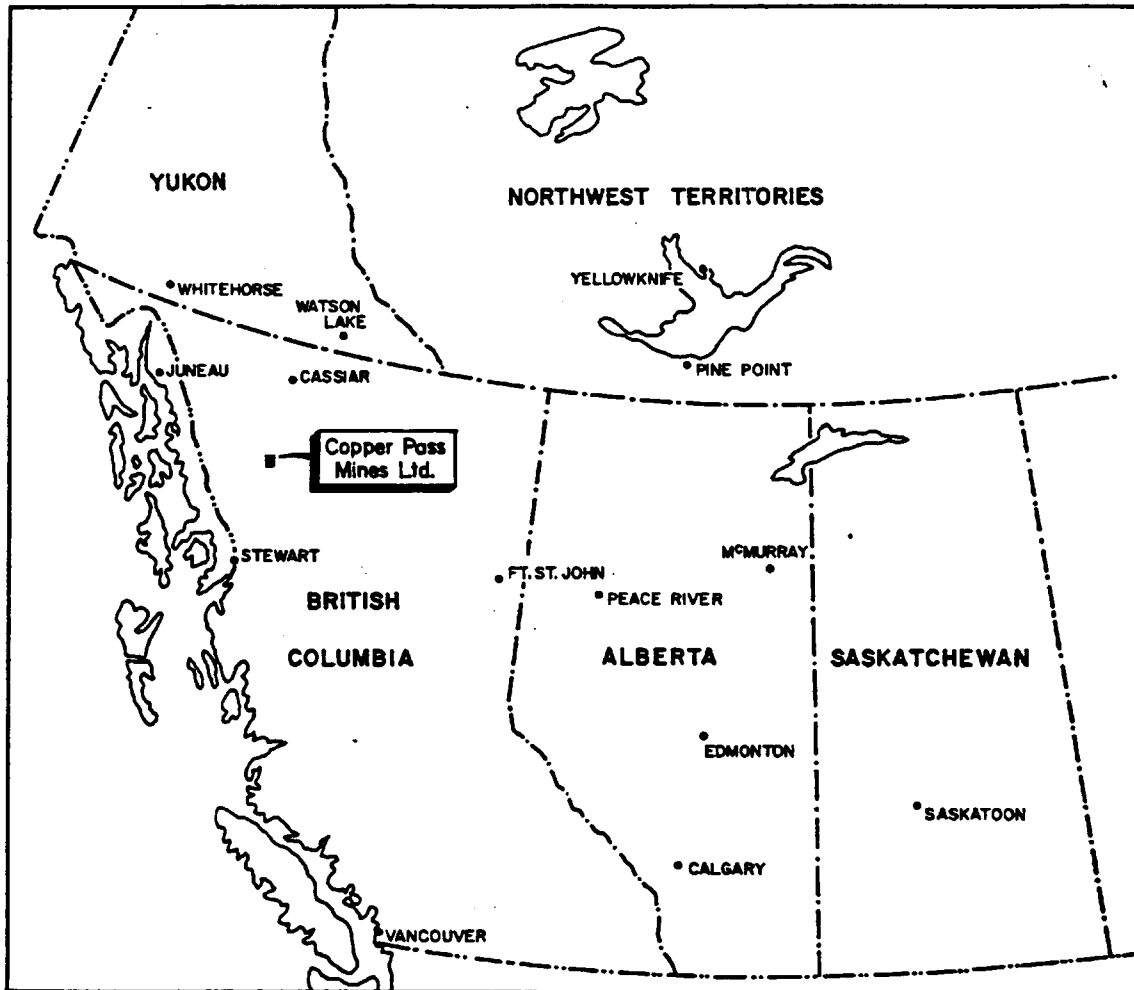 YUKON
NORTHWEST TERRITORIES
YELLOWKNIFE
WHITEHORSE
WATSON
LAKE
JUNEAU
CASSIAR
PINE POINT
Copper Pass
Mines Ltd.
STEWART
McMURRAY
FT. ST. JOHN
PEACE RIVER
BRITISH
COLUMBIA
ALBERTA
SASKATCHEWAN
EDMONTON
SASKATOON
CALGARY
VANCOUVER